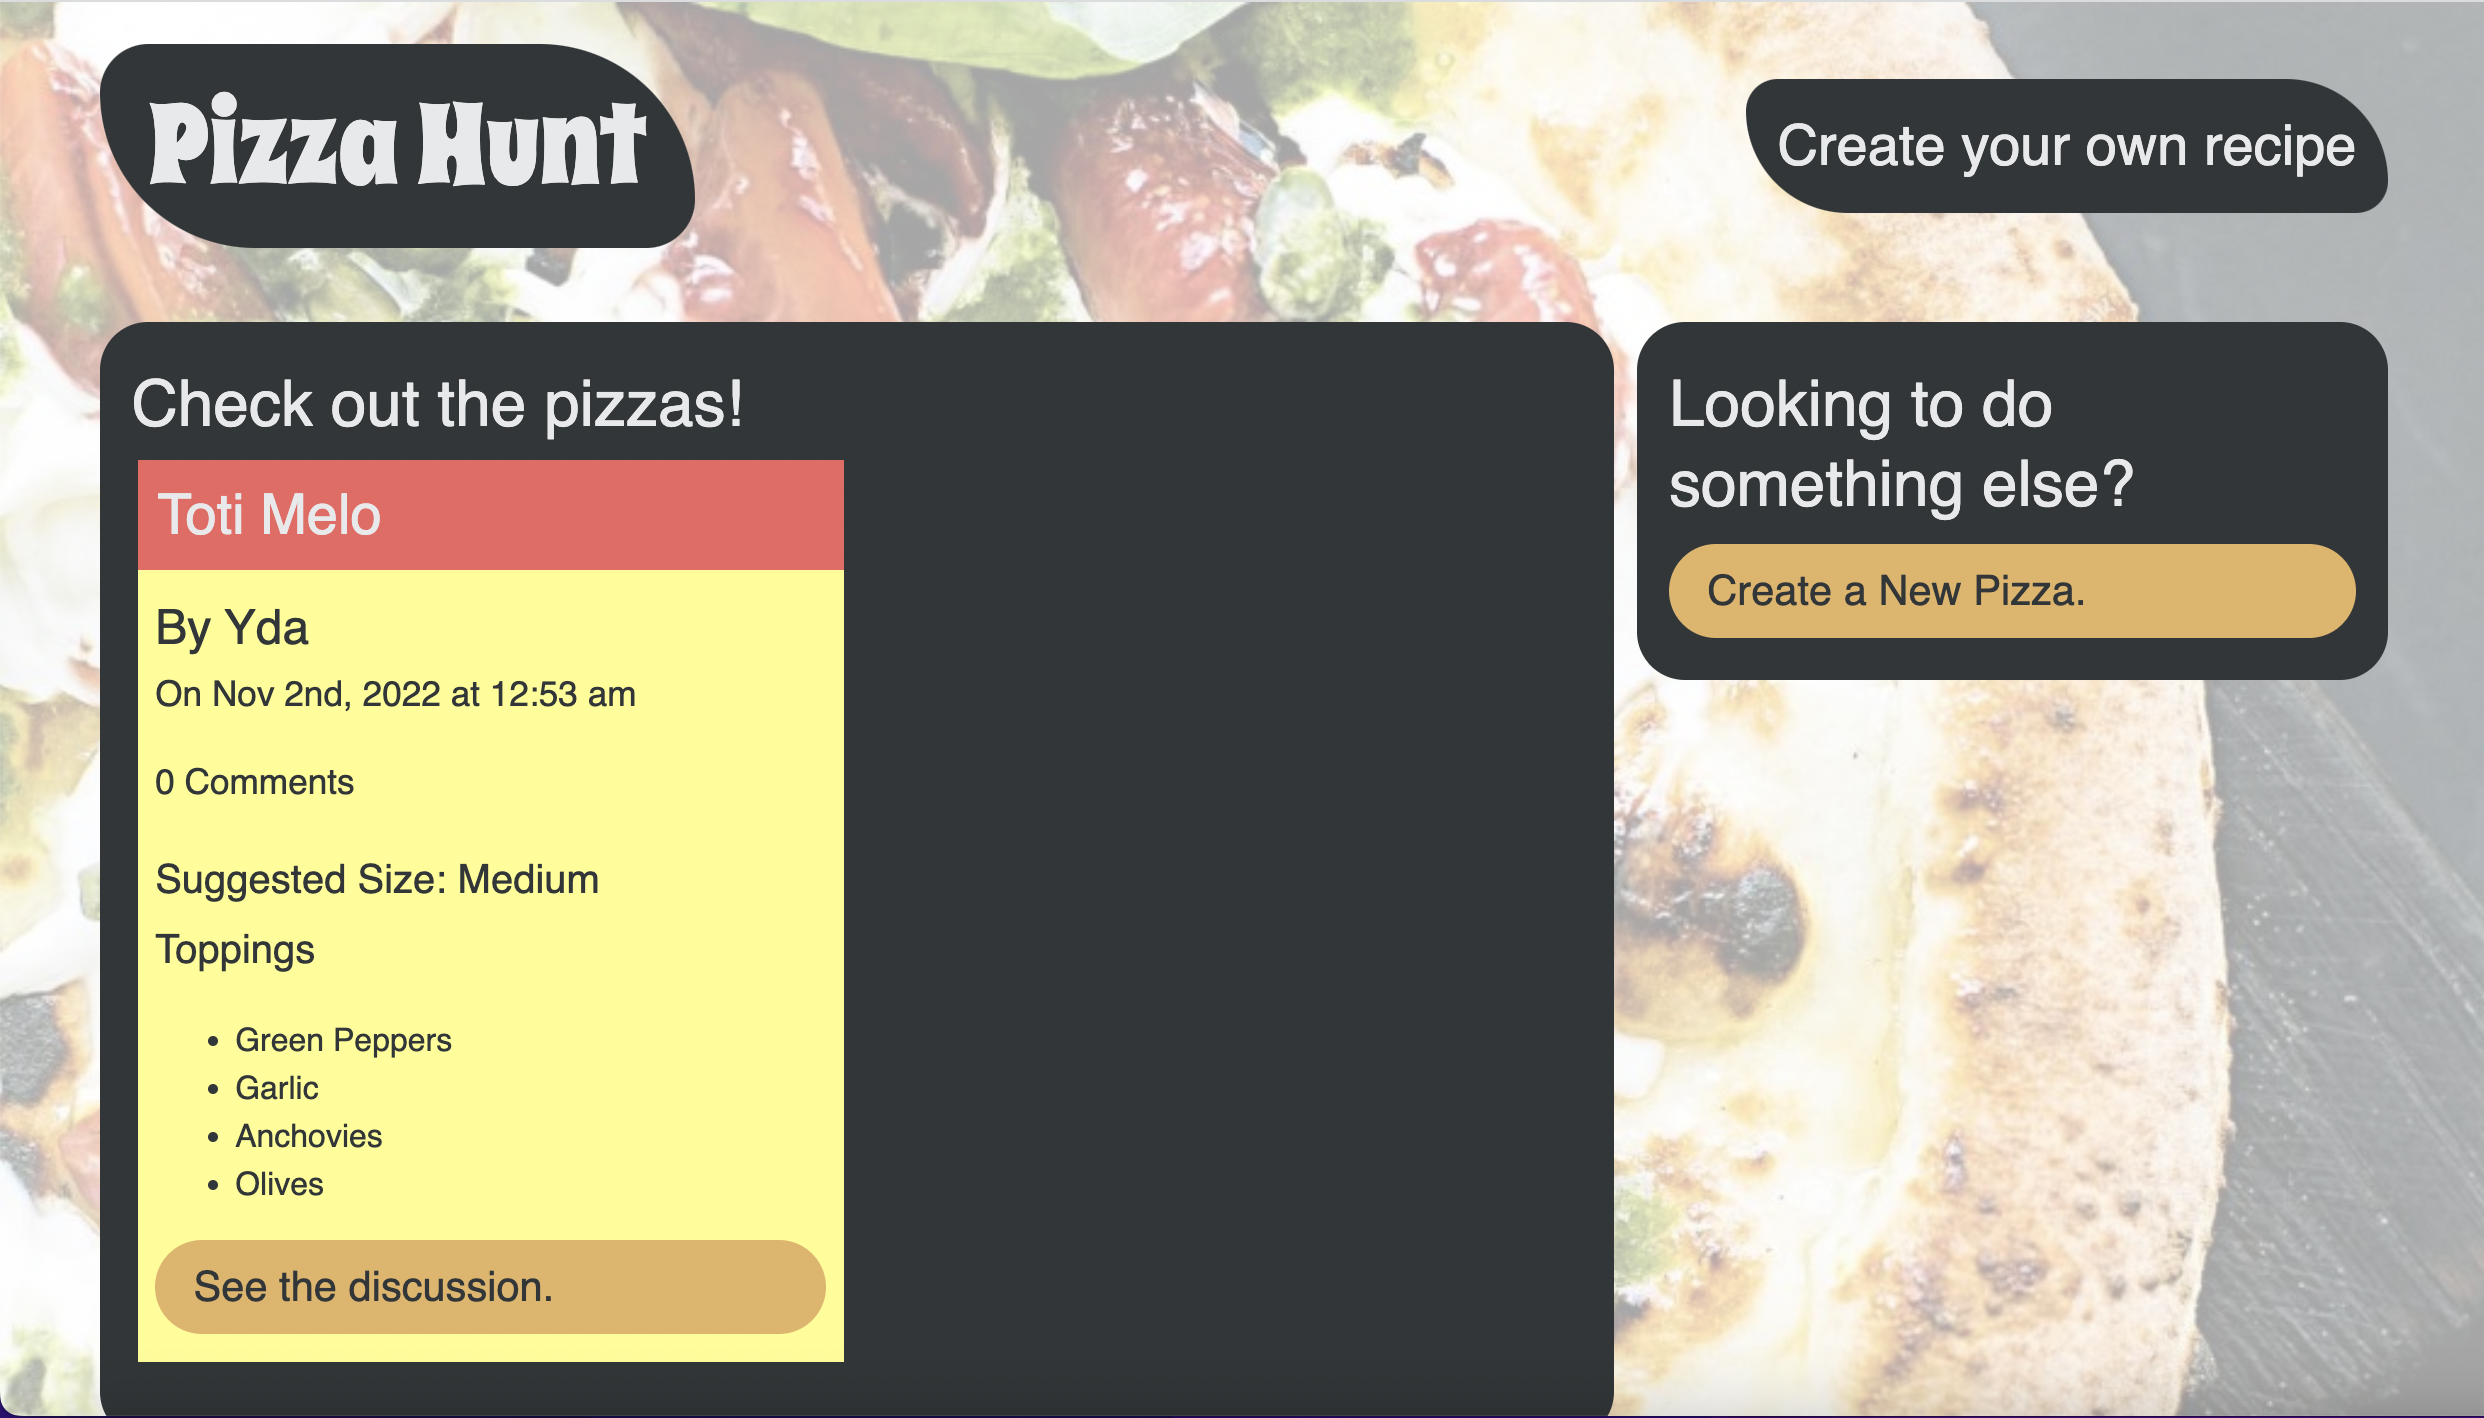 Pizza Hunt
Create your own recipe
Check out the pizzas!
Toti Melo
By Yda
On Nov 2nd, 2022 at 12:53 am
0 Comments
Suggested Size: Medium
Toppings
• Green Peppers
• Garlic
• Anchovies
• Olives
See the discussion.
Looking to do
something else?
Create a New Pizza.